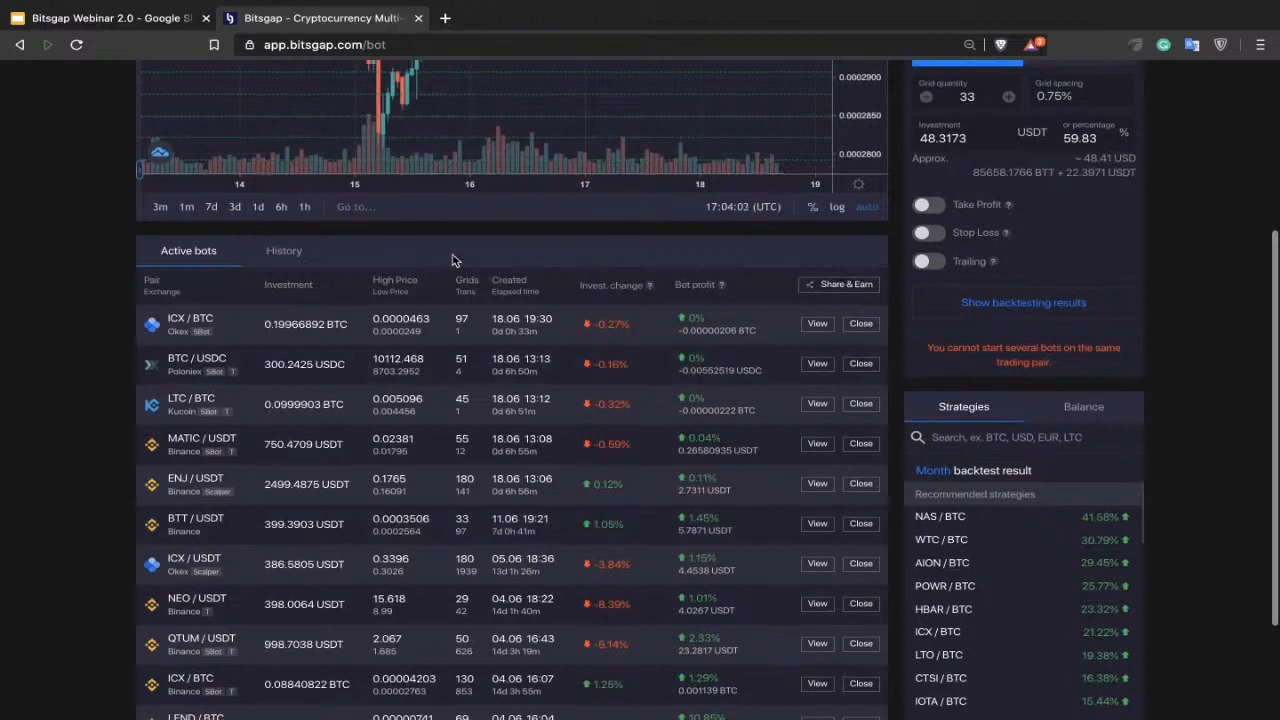 Bitsgap Webinar 2.0 - Google Sl
Bitsgap - Cryptocurrency Multi-
app.bitsgap.com/bot
3
0.0002900
0.0002850
0.0002800
14 15 16 17 18 19
3m 1m 7d 3d 1d 6h 1h Go to... 17:04:03 (UTC) % log auto
Grid quantity Grid spacing
33 0.75%
Investment or percentage
48.3173 USDT 59.83 %
Approx. ~ 48.41 USD
85658.1766 BTT + 22.3971 USDT
Take Profit ?
Stop Loss ?
Trailing ?
Show backtesting results
You cannot start several bots on the same
trading pair.
Active bots History
Pair Investment High Price Grids Created Invest. change ? Bot profit ? Share & Earn
Exchange Low Price Trans Elapsed time
ICX / BTC 0.19966892 BTC 0.0000463 97 18.06 19:30 -0.27% 0% View Close
Okex SBot 0.0000249 1 0d 0h 33m -0.00000206 BTC
BTC / USDC 300.2425 USDC 10112.468 51 18.06 13:13 -0.16% 0% View Close
Poloniex SBot T 8703.2952 4 0d 6h 50m -0.00552519 USDC
LTC / BTC 0.0999903 BTC 0.005096 45 18.06 13:12 -0.32% 0% View Close
Kucoin SBot T 0.004456 1 0d 6h 51m -0.00000222 BTC
MATIC / USDT 750.4709 USDT 0.02381 55 18.06 13:08 -0.59% 0.04% View Close
Binance SBot T 0.01795 12 0d 6h 55m 0.26580935 USDT
ENJ / USDT 2499.4875 USDT 0.1765 180 18.06 13:06 0.12% 0.11% View Close
Binance Scalper 0.16091 141 0d 6h 56m 2.7311 USDT
BTT / USDT 399.3903 USDT 0.0003506 33 11.06 19:21 1.05% 1.45% View Close
Binance 0.0002564 97 7d 0h 41m 5.7871 USDT
ICX / USDT 386.5805 USDT 0.3396 180 05.06 18:36 -3.84% 1.15% View Close
Okex Scalper 0.3026 1939 13d 1h 26m 4.4538 USDT
NEO / USDT 398.0064 USDT 15.618 29 04.06 18:22 -8.39% 1.01% View Close
Binance T 8.99 42 14d 1h 40m 4.0267 USDT
QTUM / USDT 998.7038 USDT 2.067 50 04.06 16:43 -6.14% 2.33% View Close
Binance SBot T 1.685 626 14d 3h 19m 23.2817 USDT
ICX / BTC 0.08840822 BTC 0.00004203 130 04.06 16:07 1.25% 1.29% View Close
Binance SBot T 0.00002763 853 14d 3h 55m 0.001139 BTC
LEND / BTC 0.00000741 69 04.06 16:04 10.85%
Strategies Balance
Search, ex. BTC, USD, EUR, LTC
Month backtest result
Recommended strategies
NAS / BTC 41.58%
WTC / BTC 30.79%
AION / BTC 29.45%
POWR / BTC 25.77%
HBAR / BTC 23.32%
ICX / BTC 21.22%
LTO / BTC 19.38%
CTSI / BTC 16.38%
IOTA / BTC 15.44%